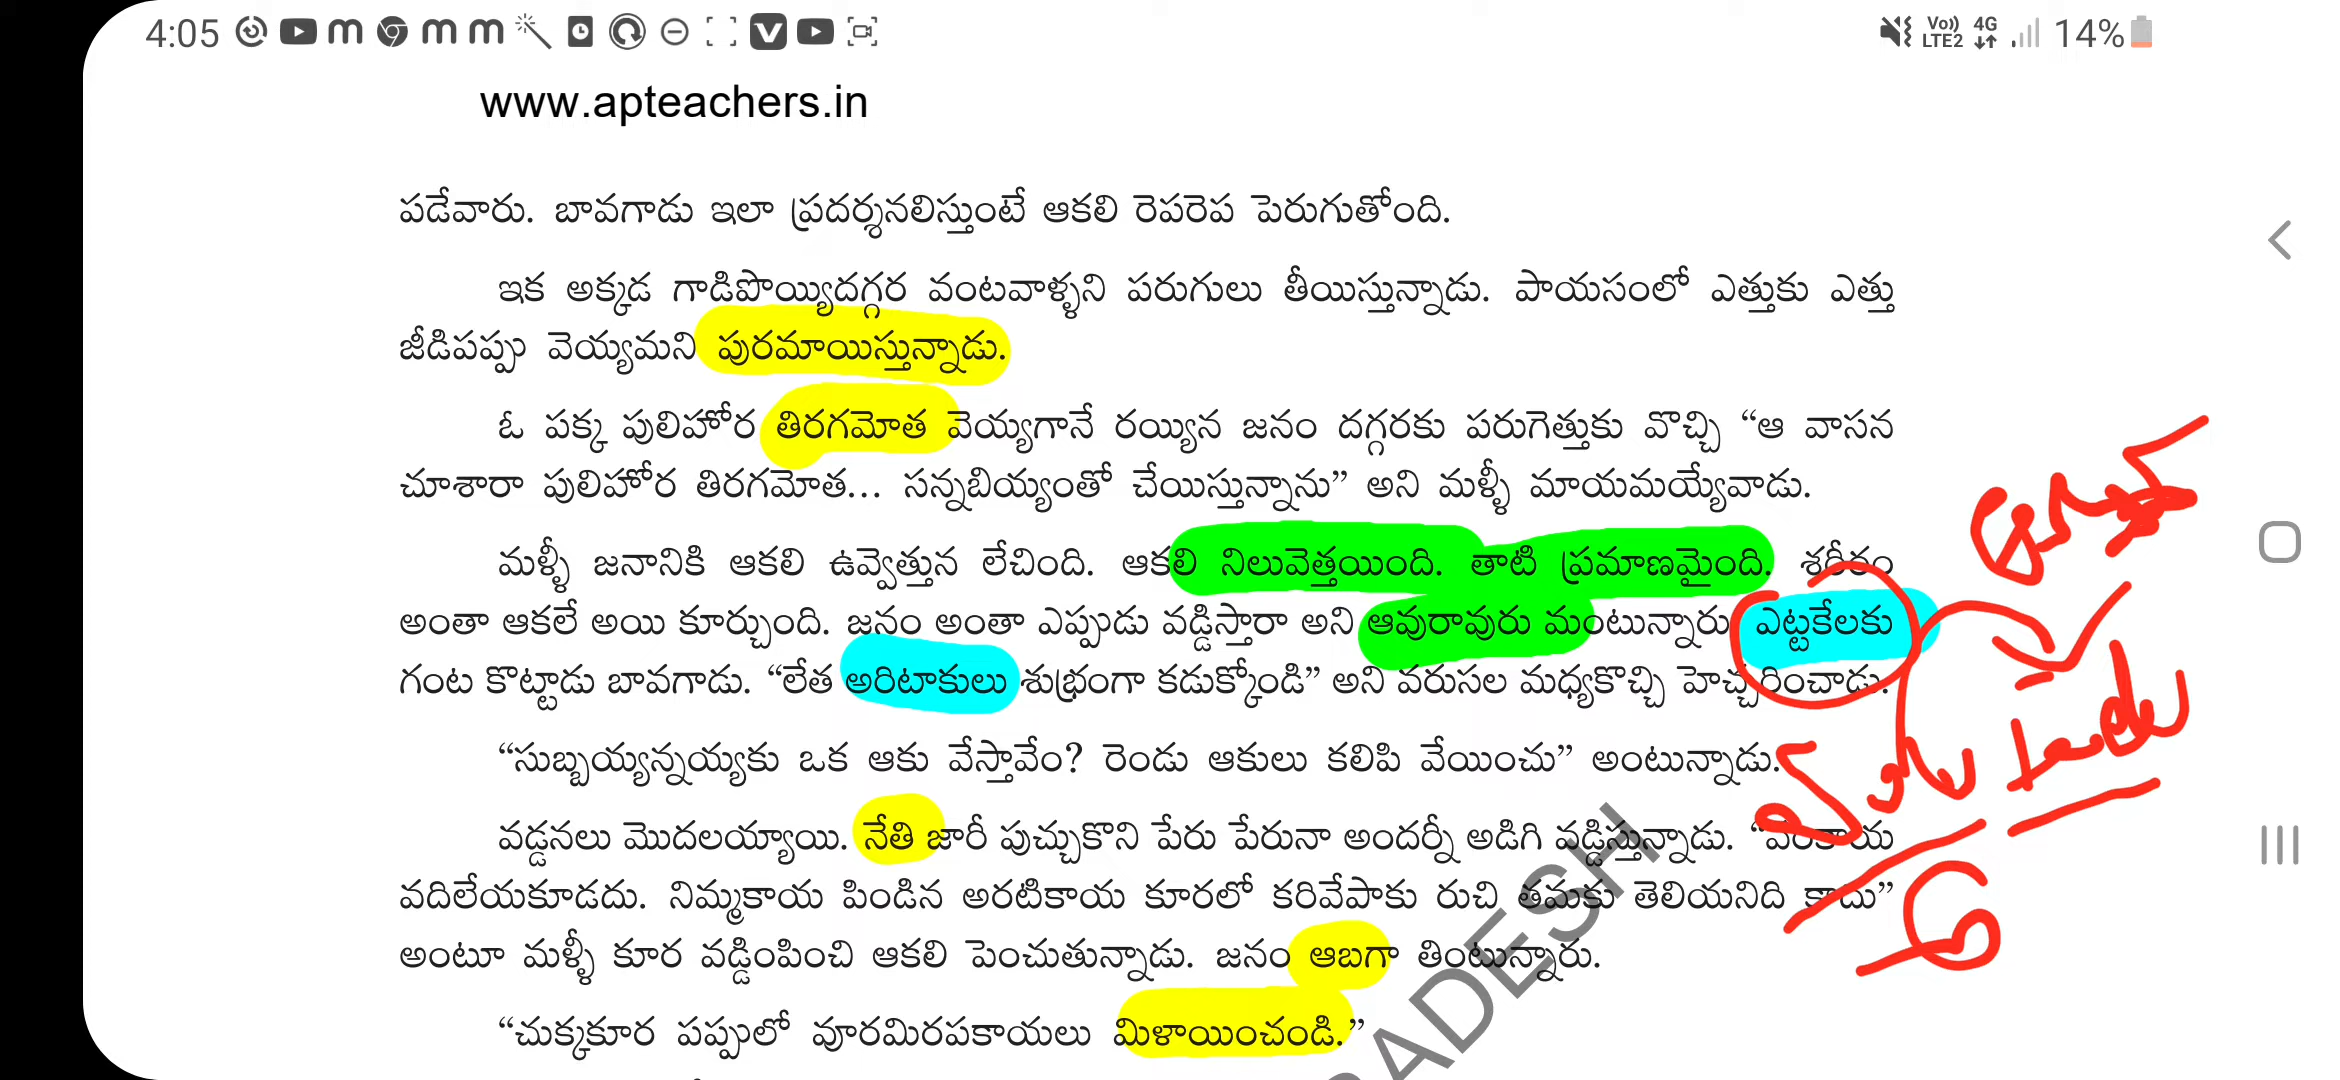 4:05 Vo)) LTE2 4G 14%
www.apteachers.in
పడేవారు. బావగాడు ఇలా ప్రదర్శనలిస్తుంటే ఆకలి రెపరెప పెరుగుతోంది.
ఇక అక్కడ గాడిపొయ్యిదగ్గర వంటవాళ్ళని పరుగులు తీయిస్తున్నాడు. పాయసంలో ఎత్తుకు ఎత్తు
జీడిపప్పు వెయ్యమని పురమాయిస్తున్నాడు.
ఓ పక్క పులిహోర తిరగమోత వెయ్యగానే రయ్యిన జనం దగ్గరకు పరుగెత్తుకు వొచ్చి “ఆ వాసన
చూశారా పులిహోర తిరగమోత... సన్నబియ్యంతో చేయిస్తున్నాను” అని మళ్ళీ మాయమయ్యేవాడు.
మళ్ళీ జనానికి ఆకలి ఉవ్వెత్తున లేచింది. ఆకలి నిలువెత్తయింది. తాటి ప్రమాణమైంది. శరీరం
అంతా ఆకలే అయి కూర్చుంది. జనం అంతా ఎప్పుడు వడ్డిస్తారా అని ఆవురావురు మంటున్నారు ఎట్టకేలకు
గంట కొట్టాడు బావగాడు. “లేత అరిటాకులు శుభ్రంగా కడుక్కోండి” అని వరుసల మధ్యకొచ్చి హెచ్చరించాడు.
“సుబ్బయ్యన్నయ్యకు ఒక ఆకు వేస్తావేం? రెండు ఆకులు కలిపి వేయించు” అంటున్నాడు.
వడ్డనలు మొదలయ్యాయి. నేతి జారీ పుచ్చుకొని పేరు పేరునా అందర్నీ అడిగి వడ్డిస్తున్నాడు. “వంకాయ
వదిలేయకూడదు. నిమ్మకాయ పిండిన అరటికాయ కూరలో కరివేపాకు రుచి తమకు తెలియనిది కాదు”
అంటూ మళ్ళీ కూర వడ్డింపించి ఆకలి పెంచుతున్నాడు. జనం ఆబగా తింటున్నారు.
“చుక్కకూర పప్పులో వూరమిరపకాయలు మిళాయించండి.”
ADESH